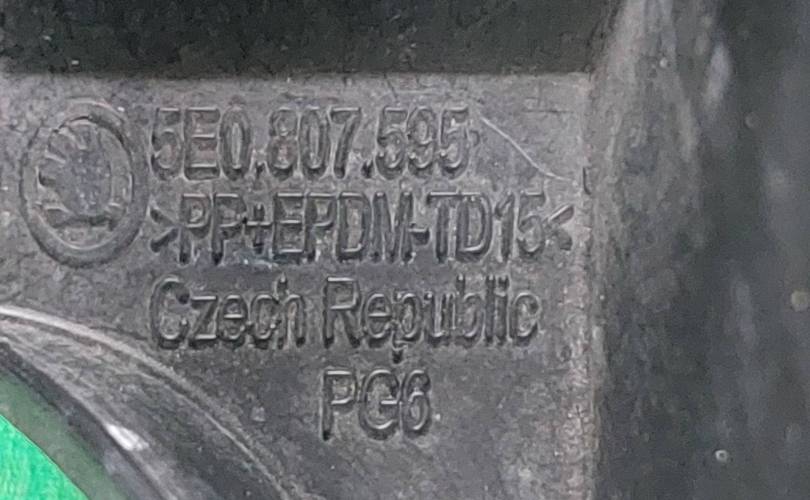 5E0.807.595
>PP+EPDM-TD15<
Czech Republic
PG6